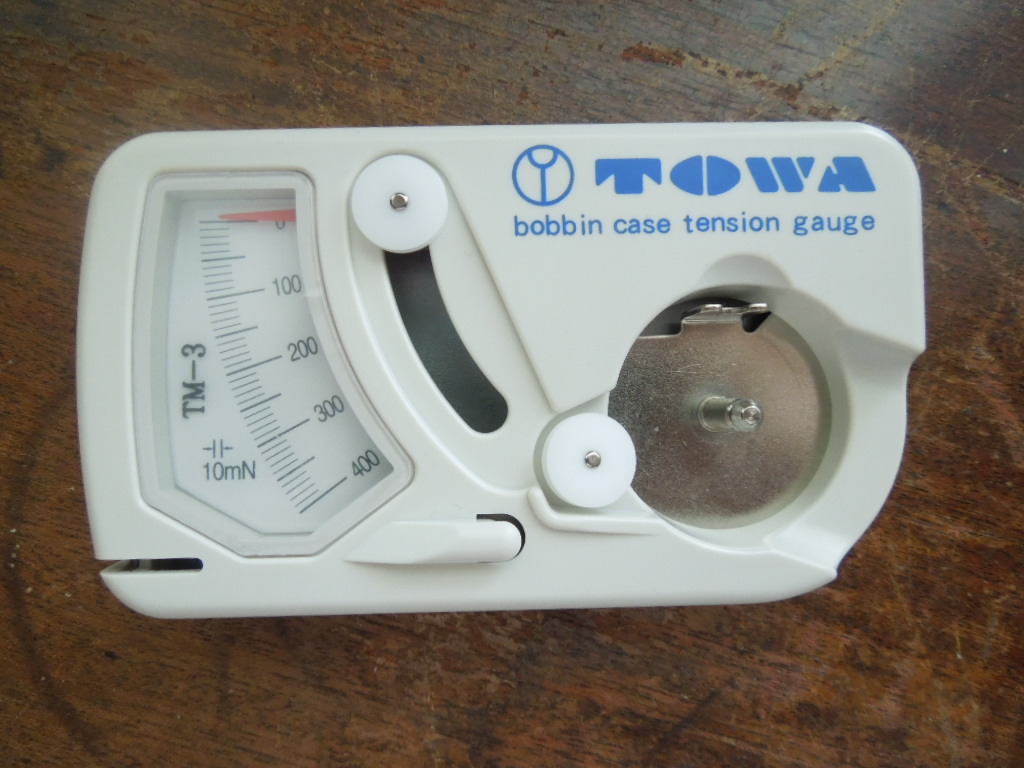 TOWA
bobbin case tension gauge
0
100
200
300
400
TM-3
10mN